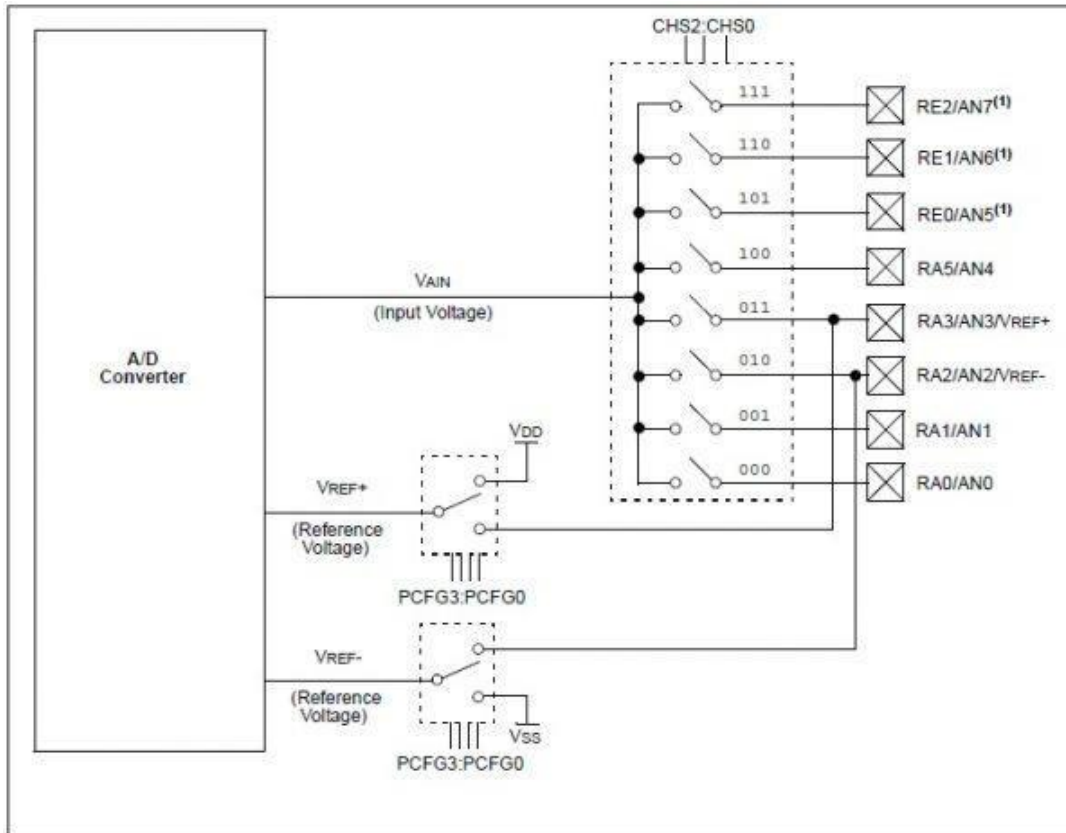 CHS2:CHS0
111
RE2/AN7(1)
110
RE1/AN6(1)
101
RE0/AN5(1)
100
RA5/AN4
VAIN
(Input Voltage)
011
RA3/AN3/VREF+
A/D
Converter
010
RA2/AN2/VREF-
001
RA1/AN1
VDD
000
RA0/AN0
VREF+
(Reference
Voltage)
PCFG3:PCFG0
VREF-
(Reference
Voltage)
VSS
PCFG3:PCFG0